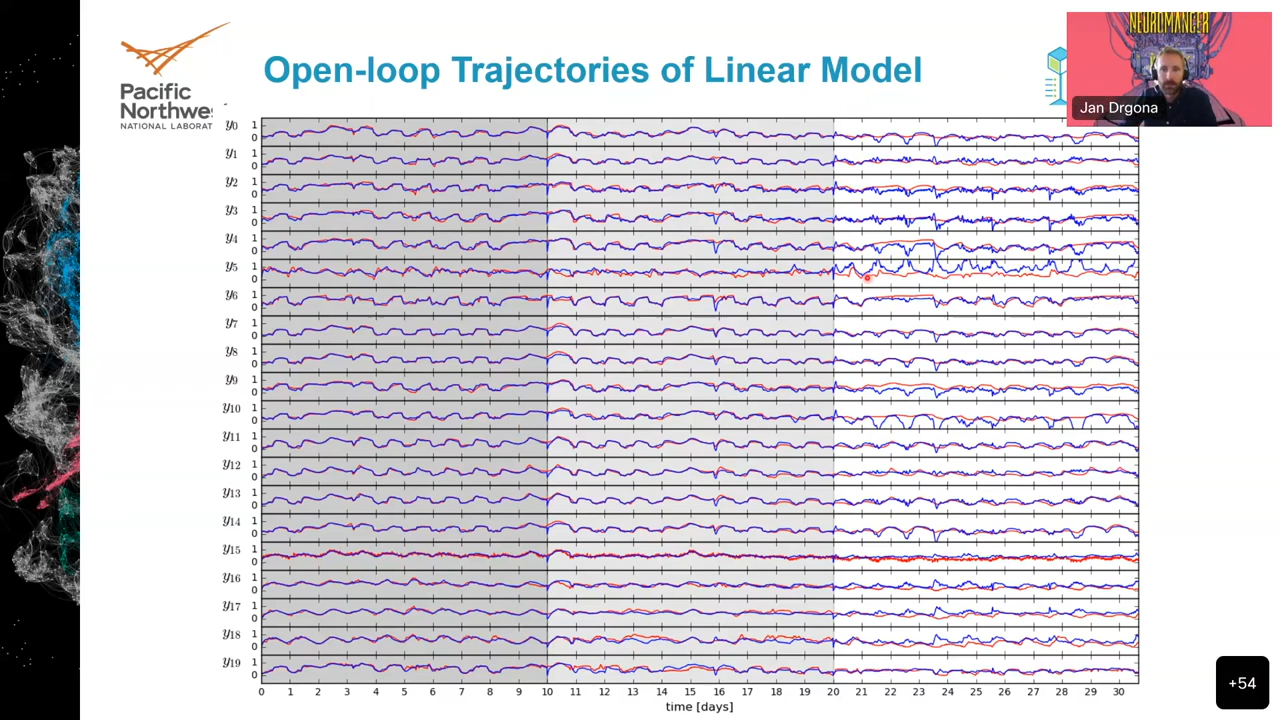 Pacific
Northwe
NATIONAL LABORAT
Open-loop Trajectories of Linear Model
NEUROMANCER
Jan Drgona
y0 1 0
y1 1 0
y2 1 0
y3 1 0
y4 1 0
y5 1 0
y6 1 0
y7 1 0
y8 1 0
y9 1 0
y10 1 0
y11 1 0
y12 1 0
y13 1 0
y14 1 0
y15 1 0
y16 1 0
y17 1 0
y18 1 0
y19 1 0
0 1 2 3 4 5 6 7 8 9 10 11 12 13 14 15 16 17 18 19 20 21 22 23 24 25 26 27 28 29 30
time [days]
+54